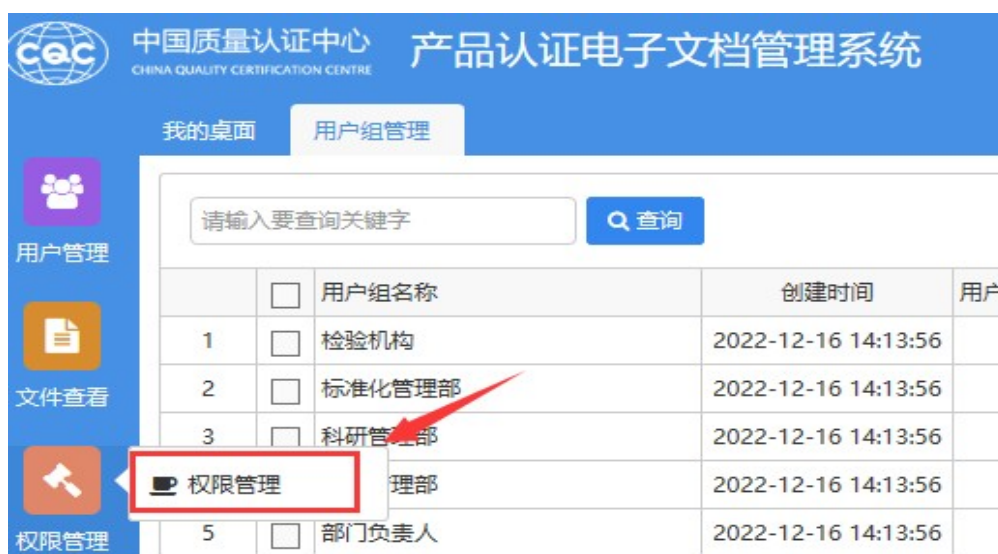 CQC 中国质量认证中心 产品认证电子文档管理系统
CHINA QUALITY CERTIFICATION CENTRE
我的桌面 用户组管理
请输入要查询关键字 查询
用户管理
用户组名称 创建时间 用户
1 检验机构 2022-12-16 14:13:56
2 标准化管理部 2022-12-16 14:13:56
文件查看
3 科研管理部 2022-12-16 14:13:56
权限管理 理部 2022-12-16 14:13:56
5 部门负责人 2022-12-16 14:13:56
权限管理